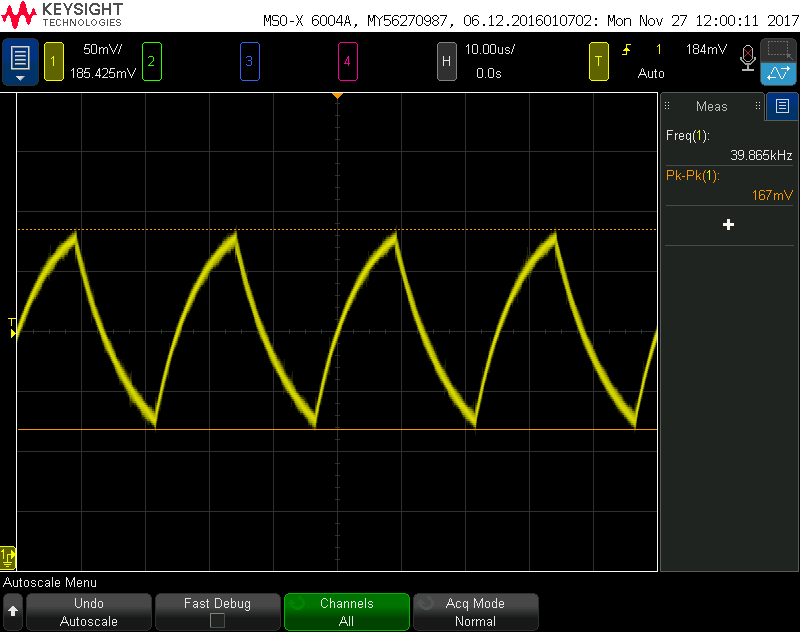 KEYSIGHT
TECHNOLOGIES
MSO-X 6004A, MY56270987, 06.12.2016010702: Mon Nov 27 12:00:11 2017
1 50mV/ 2 3 4 H 10.00us/ T 1 184mV
185.425mV 0.0s Auto
Meas
Freq(1):
39.865kHz
Pk-Pk(1):
167mV
+
T
1
Autoscale Menu
Undo Autoscale
Fast Debug
Channels All
Acq Mode Normal